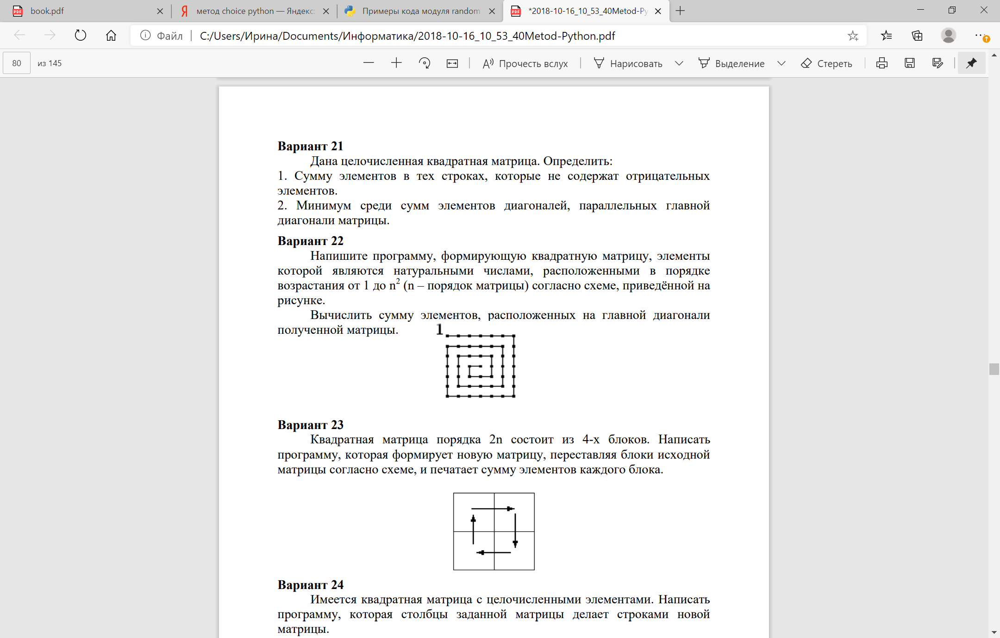 book.pdf
метод choice python — Яндекс:
Примеры кода модуля random
*2018-10-16_10_53_40Metod-Py
Файл
C:/Users/Ирина/Documents/Информатика/2018-10-16_10_53_40Metod-Python.pdf
80 из 145
Прочесть вслух
Нарисовать
Выделение
Стереть
Вариант 21
Дана целочисленная квадратная матрица. Определить:
1. Сумму элементов в тех строках, которые не содержат отрицательных
элементов.
2. Минимум среди сумм элементов диагоналей, параллельных главной
диагонали матрицы.
Вариант 22
Напишите программу, формирующую квадратную матрицу, элементы
которой являются натуральными числами, расположенными в порядке
возрастания от 1 до n² (n – порядок матрицы) согласно схеме, приведённой на
рисунке.
Вычислить сумму элементов, расположенных на главной диагонали
полученной матрицы.
1
Вариант 23
Квадратная матрица порядка 2n состоит из 4-х блоков. Написать
программу, которая формирует новую матрицу, переставляя блоки исходной
матрицы согласно схеме, и печатает сумму элементов каждого блока.
Вариант 24
Имеется квадратная матрица с целочисленными элементами. Написать
программу, которая столбцы заданной матрицы делает строками новой
матрицы.